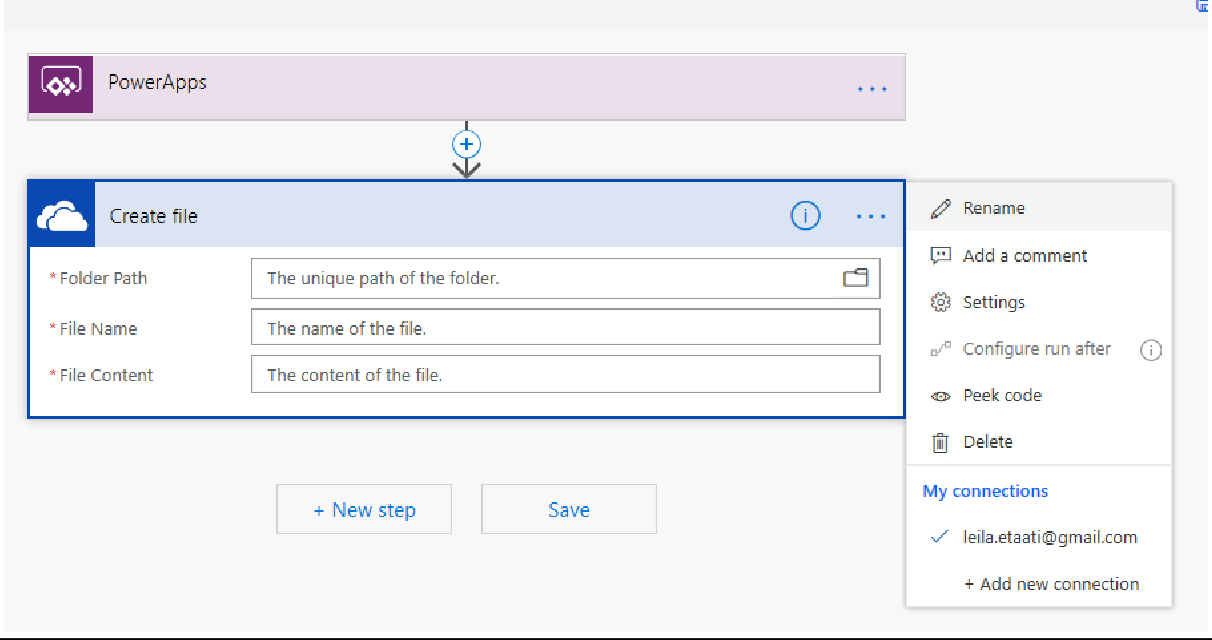 PowerApps
Create file
* Folder Path
The unique path of the folder.
* File Name
The name of the file.
* File Content
The content of the file.
+ New step
Save
Rename
Add a comment
Settings
Configure run after
Peek code
Delete
My connections
leila.etaati@gmail.com
+ Add new connection